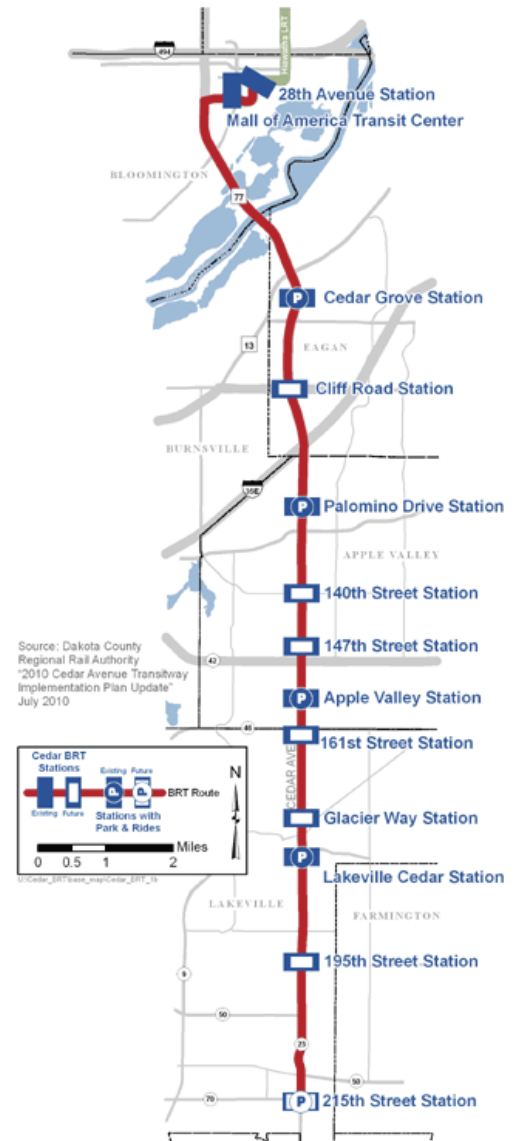 494
Hiawatha LRT
28th Avenue Station
Mall of America Transit Center
BLOOMINGTON
77
P
Cedar Grove Station
13
EAGAN
Cliff Road Station
BURNSVILLE
35E
P
Palomino Drive Station
APPLE VALLEY
140th Street Station
147th Street Station
42
Source: Dakota County
Regional Rail Authority
"2010 Cedar Avenue Transitway
Implementation Plan Update"
July 2010
P
Apple Valley Station
46
161st Street Station
CEDAR AVE
Cedar BRT
Stations
Existing Future
P P
BRT Route
Existing Future
Stations with
Park & Rides
N
Miles
0 0.5 1 2
U:\Cedar_BRT\base_map\Cedar_BRT_1b
Glacier Way Station
P
Lakeville Cedar Station
LAKEVILLE
FARMINGTON
195th Street Station
9
50
23
50
70
P
215th Street Station